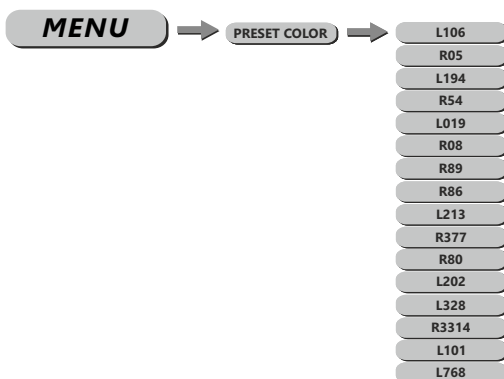 MENU
PRESET COLOR
L106
R05
L194
R54
L019
R08
R89
R86
L213
R377
R80
L202
L328
R3314
L101
L768